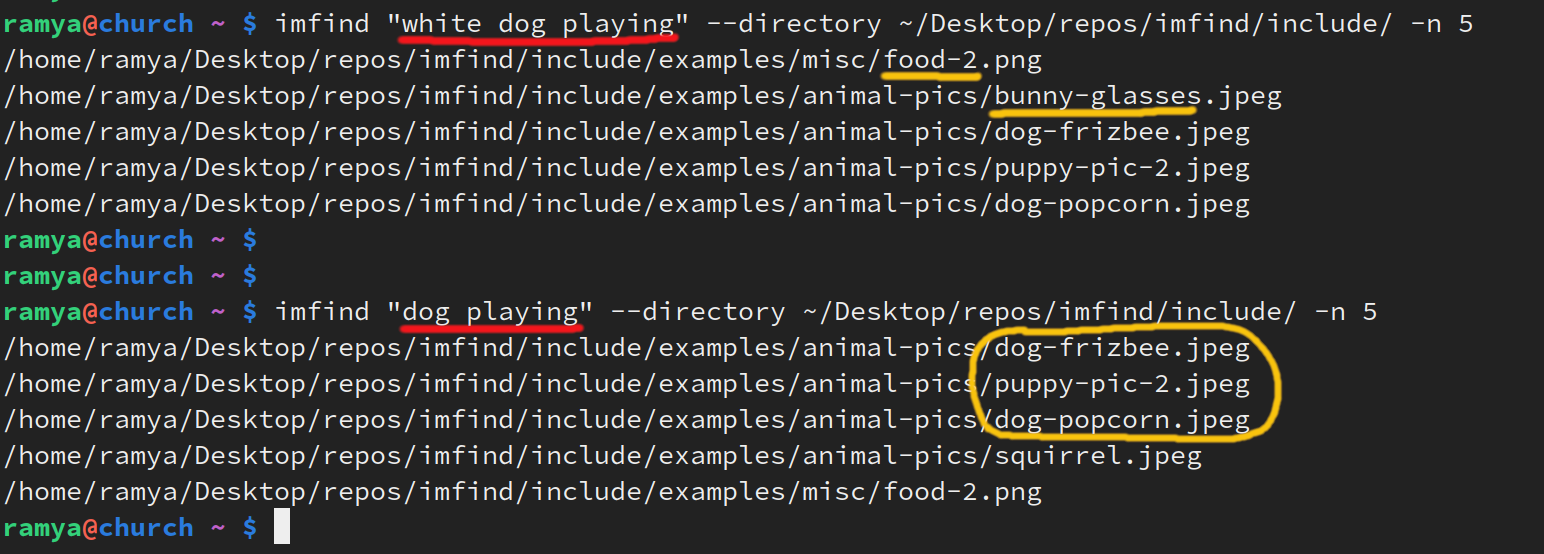 ramya@church ~ $ imfind "white dog playing" --directory ~/Desktop/repos/imfind/include/ -n 5
/home/ramya/Desktop/repos/imfind/include/examples/misc/food-2.png
/home/ramya/Desktop/repos/imfind/include/examples/animal-pics/bunny-glasses.jpeg
/home/ramya/Desktop/repos/imfind/include/examples/animal-pics/dog-frizbee.jpeg
/home/ramya/Desktop/repos/imfind/include/examples/animal-pics/puppy-pic-2.jpeg
/home/ramya/Desktop/repos/imfind/include/examples/animal-pics/dog-popcorn.jpeg
ramya@church ~ $
ramya@church ~ $
ramya@church ~ $ imfind "dog playing" --directory ~/Desktop/repos/imfind/include/ -n 5
/home/ramya/Desktop/repos/imfind/include/examples/animal-pics/dog-frizbee.jpeg
/home/ramya/Desktop/repos/imfind/include/examples/animal-pics/puppy-pic-2.jpeg
/home/ramya/Desktop/repos/imfind/include/examples/animal-pics/dog-popcorn.jpeg
/home/ramya/Desktop/repos/imfind/include/examples/animal-pics/squirrel.jpeg
/home/ramya/Desktop/repos/imfind/include/examples/misc/food-2.png
ramya@church ~ $